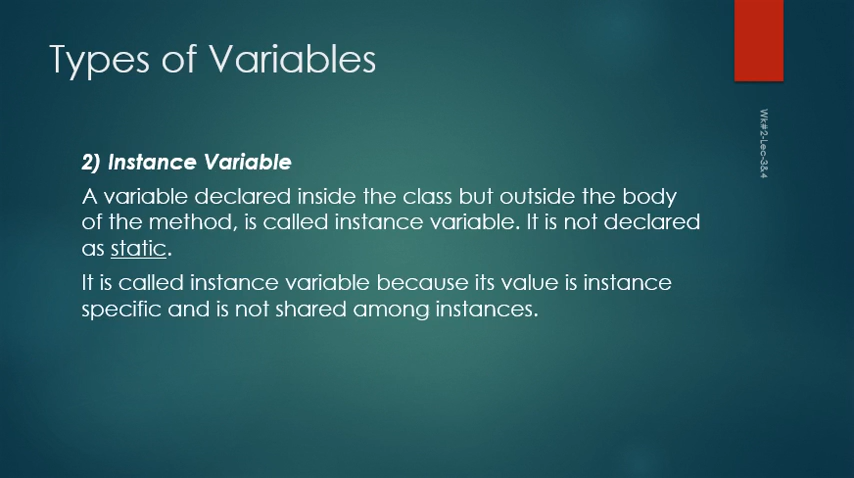 Types of Variables
Wk#2-Lec-3&4
2) Instance Variable
A variable declared inside the class but outside the body
of the method, is called instance variable. It is not declared
as static.
It is called instance variable because its value is instance
specific and is not shared among instances.